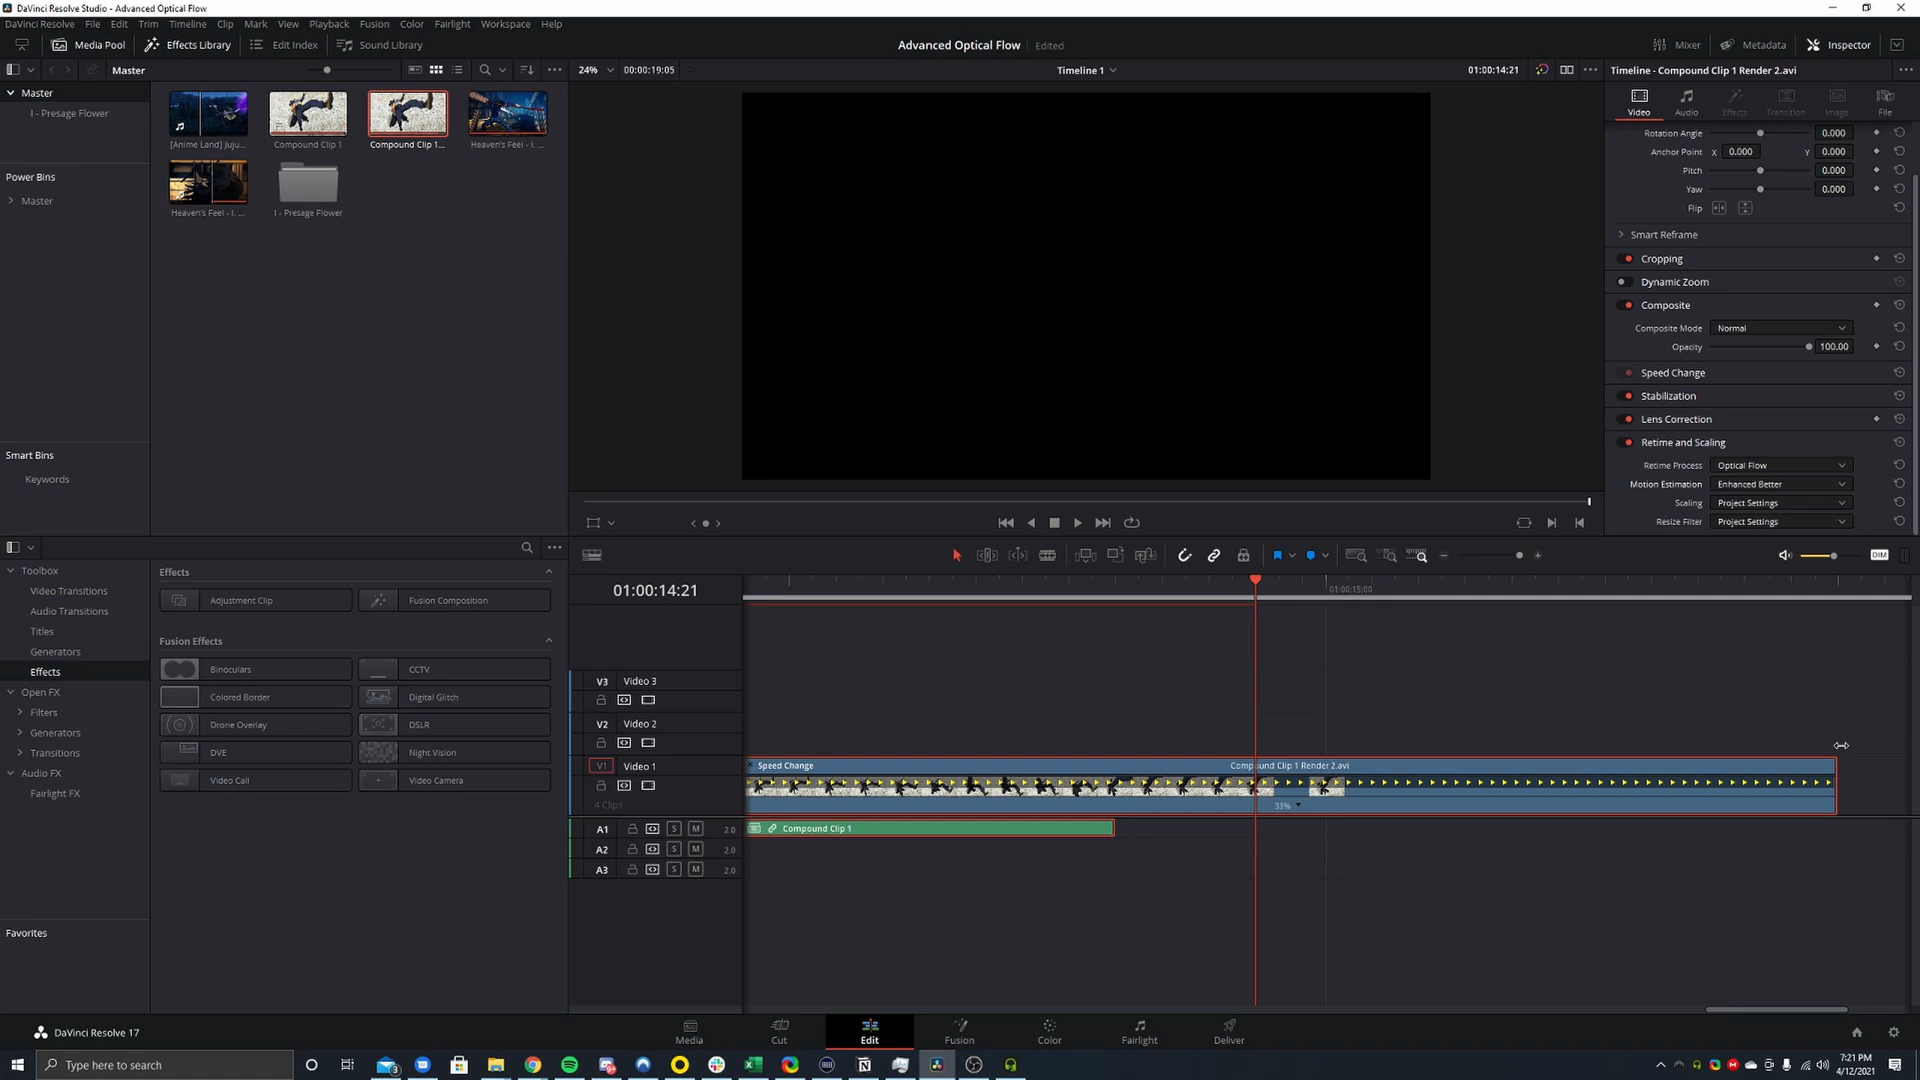 DaVinci Resolve Studio - Advanced Optical Flow
DaVinci Resolve File Edit Trim Timeline Clip Mark View Playback Fusion Color Fairlight Workspace Help
Media Pool Effects Library Edit Index Sound Library Advanced Optical Flow Edited Mixer Metadata Inspector
Master 24% 00:00:19:05 Timeline 1 01:00:14:21 Timeline - Compound Clip 1 Render 2.avi
Master
I - Presage Flower
Power Bins
Master
Smart Bins
Keywords
[Anime Land] Juju... Compound Clip 1 Compound Clip 1... Heaven's Feel - I. ...
Heaven's Feel - I. ... I - Presage Flower
Video Audio Effects Transition Image File
Rotation Angle 0.000
Anchor Point X 0.000 Y 0.000
Pitch 0.000
Yaw 0.000
Flip
Smart Reframe
Cropping
Dynamic Zoom
Composite
Composite Mode Normal
Opacity 100.00
Speed Change
Stabilization
Lens Correction
Retime and Scaling
Retime Process Optical Flow
Motion Estimation Enhanced Better
Scaling Project Settings
Resize Filter Project Settings
DIM
Toolbox
Video Transitions
Audio Transitions
Titles
Generators
Effects
Open FX
Filters
Generators
Transitions
Audio FX
Fairlight FX
Favorites
Effects
Adjustment Clip Fusion Composition
Fusion Effects
Binoculars CCTV
Colored Border Digital Glitch
Drone Overlay DSLR
DVE Night Vision
Video Call Video Camera
01:00:14:21 01:00:15:00
V3 Video 3
V2 Video 2
V1 Video 1 Speed Change Compound Clip 1 Render 2.avi
4 Clips 33%
A1 S M 2.0 Compound Clip 1
A2 S M 2.0
A3 S M 2.0
DaVinci Resolve 17
Media Cut Edit Fusion Color Fairlight Deliver
Type here to search
3
7:21 PM
4/12/2021